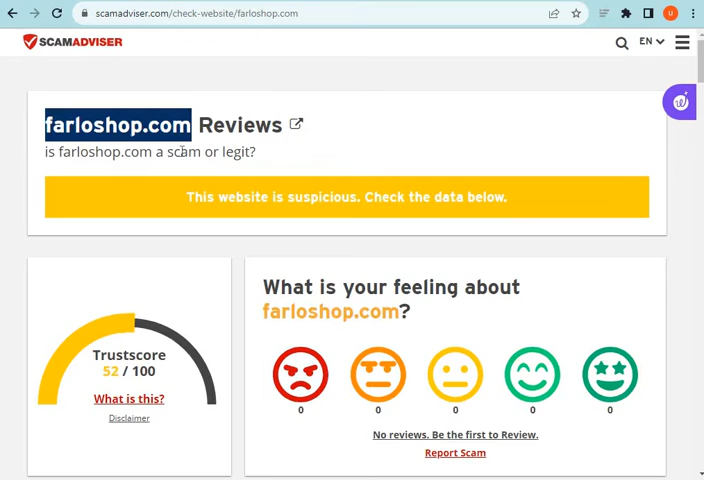 scamadviser.com/check-website/farloshop.com
U
SCAMADVISER
EN
farloshop.com Reviews
is farloshop.com a scam or legit?
This website is suspicious. Check the data below.
Trustscore
52 / 100
What is this?
Disclaimer
What is your feeling about
farloshop.com?
0 0 0 0 0
No reviews. Be the first to Review.
Report Scam